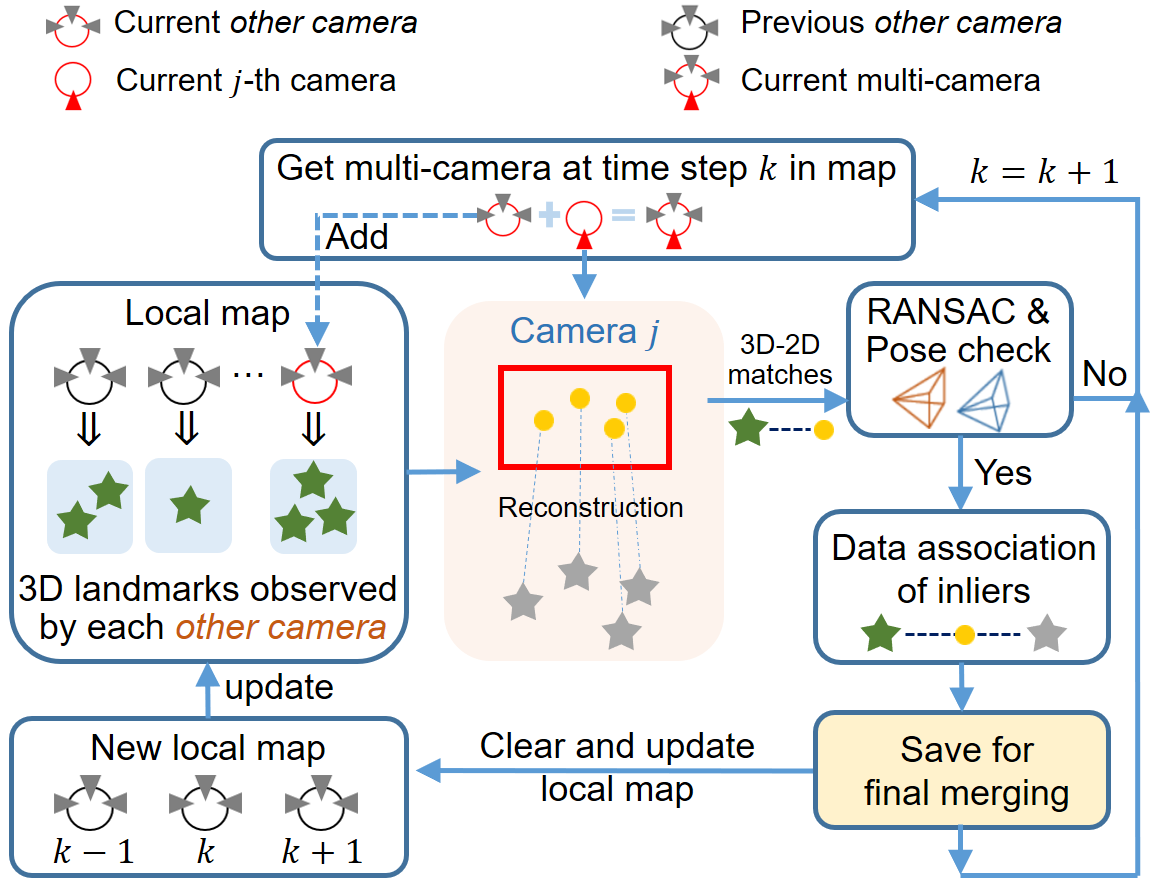 Current other camera
Previous other camera
Current j-th camera
Current multi-camera
Get multi-camera at time step k in map
k = k + 1
Add
Local map
...
3D landmarks observed
by each other camera
Camera j
Reconstruction
3D-2D
matches
RANSAC &
Pose check
No
Yes
Data association
of inliers
Save for
final merging
Clear and update
local map
update
New local map
k − 1
k
k + 1